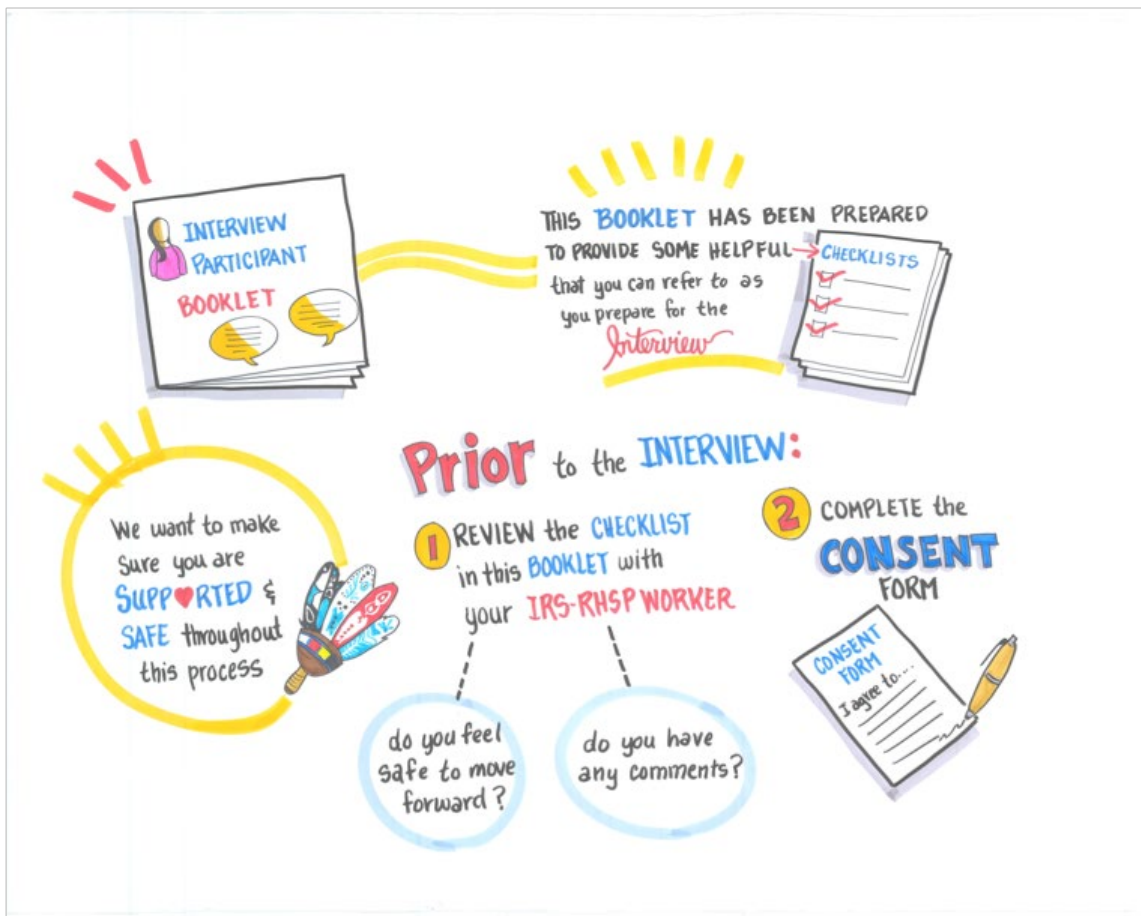 INTERVIEW
PARTICIPANT
BOOKLET
THIS BOOKLET HAS BEEN PREPARED
TO PROVIDE SOME HELPFUL → CHECKLISTS
that you can refer to as
you prepare for the
Interview
We want to make
Sure you are
SUPP♥RTED &
SAFE throughout
this process
Prior to the INTERVIEW:
1 REVIEW the CHECKLIST
in this BOOKLET with
your IRS-RHSP WORKER
do you feel
safe to move
forward?
do you have
any comments?
2 COMPLETE the
CONSENT
FORM
CONSENT
FORM
I agree to....